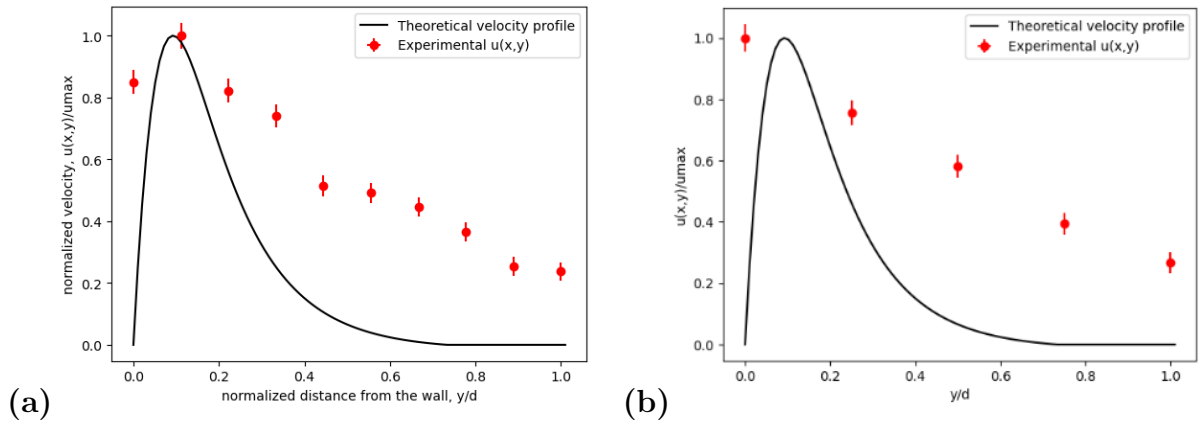 Theoretical velocity profile
Experimental u(x,y)
normalized velocity, u(x,y)/umax
1.0
0.8
0.6
0.4
0.2
0.0
0.0 0.2 0.4 0.6 0.8 1.0
normalized distance from the wall, y/d
(a)
Theoretical velocity profile
Experimental u(x,y)
u(x,y)/umax
1.0
0.8
0.6
0.4
0.2
0.0
0.0 0.2 0.4 0.6 0.8 1.0
y/d
(b)